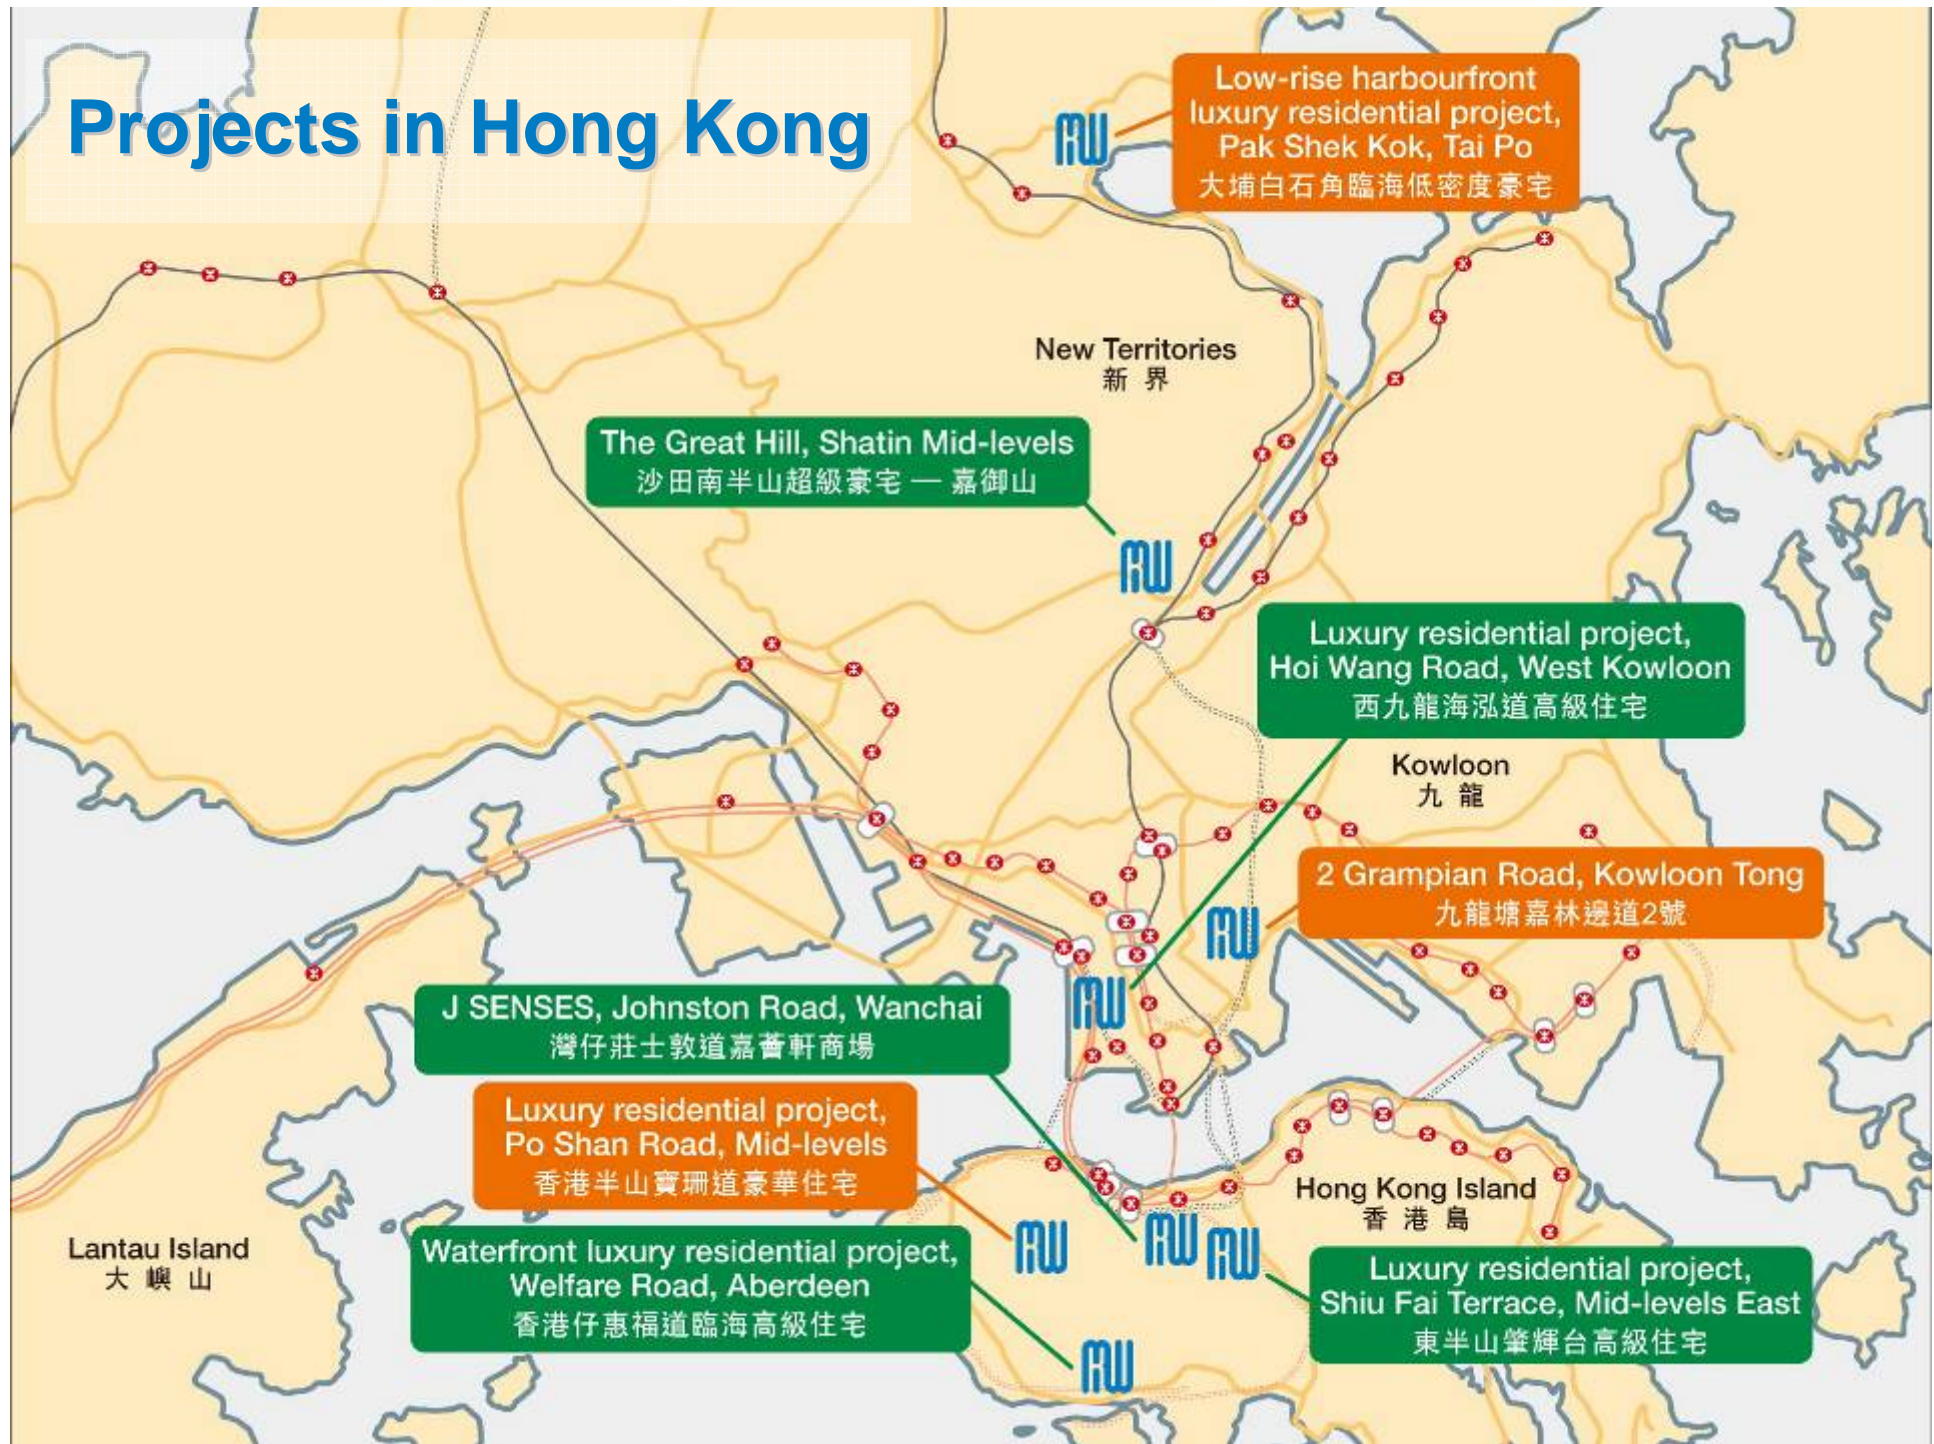 Projects in Hong Kong
Low-rise harbourfront
luxury residential project,
Pak Shek Kok, Tai Po
大埔白石角臨海低密度豪宅
New Territories
新界
The Great Hill, Shatin Mid-levels
沙田南半山超級豪宅 — 嘉御山
Luxury residential project,
Hoi Wang Road, West Kowloon
西九龍海泓道高級住宅
Kowloon
九龍
2 Grampian Road, Kowloon Tong
九龍塘嘉林邊道2號
J SENSES, Johnston Road, Wanchai
灣仔莊士敦道嘉薈軒商場
Luxury residential project,
Po Shan Road, Mid-levels
香港半山寶珊道豪華住宅
Hong Kong Island
香港島
Lantau Island
大嶼山
Waterfront luxury residential project,
Welfare Road, Aberdeen
香港仔惠福道臨海高級住宅
Luxury residential project,
Shiu Fai Terrace, Mid-levels East
東半山肇輝台高級住宅